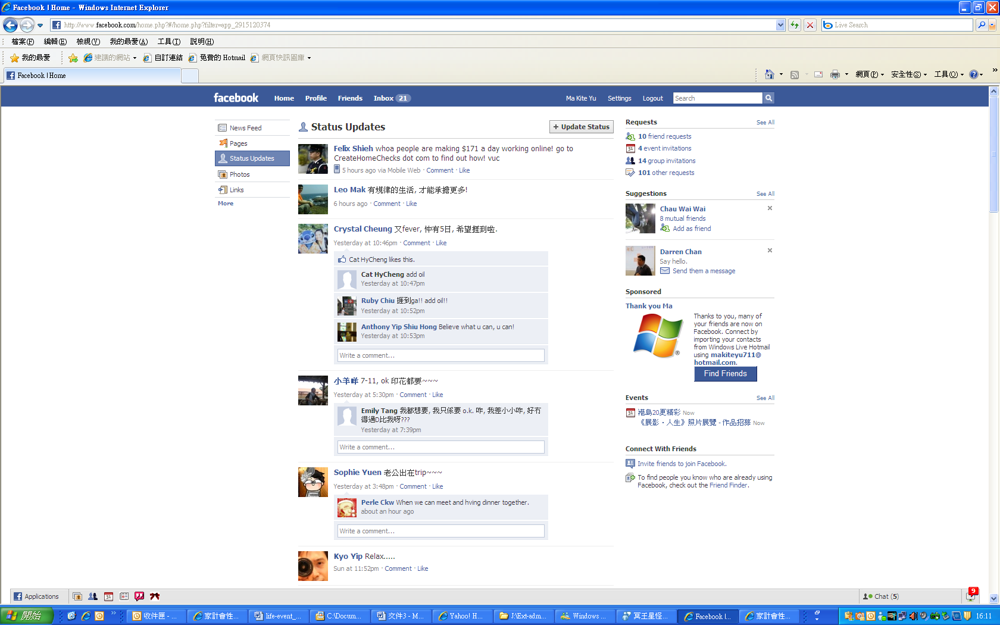 Facebook | Home - Windows Internet Explorer
http://www.facebook.com/home.php?#/home.php?filter=app_2915120374
Live Search
檔案(F) 編輯(E) 檢視(V) 我的最愛(A) 工具(T) 說明(H)
我的最愛 建議的網站 自訂連結 免費的 Hotmail 網頁快訊圖庫
Facebook | Home
網頁(P) 安全性(S) 工具(O)
facebook Home Profile Friends Inbox 21 Ma Kite Yu Settings Logout Search
News Feed
Pages
Status Updates
Photos
Links
More
Status Updates
+ Update Status
Felix Shieh whoa people are making $171 a day working online! go to
CreateHomeChecks dot com to find out how! vuc
5 hours ago via Mobile Web · Comment · Like
Leo Mak 有規律的生活, 才能承擔更多!
6 hours ago · Comment · Like
Crystal Cheung 又fever, 仲有5日, 希望捱到啦.
Yesterday at 10:46pm · Comment · Like
Cat HyCheng likes this.
Cat HyCheng add oil
Yesterday at 10:47pm
Ruby Chiu 捱到ga!! add oil!!
Yesterday at 10:52pm
Anthony Yip Shiu Hong Believe what u can, u can!
Yesterday at 10:53pm
Write a comment...
小羊咩 7-11, ok 印花都要~~~
Yesterday at 5:30pm · Comment · Like
Emily Tang 我都想要, 我只係要 o.k. 咋, 我差小小咋, 好冇
得過D比我呀???
Yesterday at 7:39pm
Write a comment...
Sophie Yuen 老公出在trip~~~
Yesterday at 3:48pm · Comment · Like
Perle Ckw When we can meet and hving dinner together.
about an hour ago
Write a comment...
Kyo Yip Relax.....
Sun at 11:52pm · Comment · Like
Requests See All
10 friend requests
31 4 event invitations
14 group invitations
101 other requests
Suggestions See All
Chau Wai Wai
8 mutual friends
Add as friend
Darren Chan
Say hello.
Send them a message
Sponsored
Thank you Ma
Thanks to you, many of
your friends are now on
Facebook. Connect by
importing your contacts
from Windows Live Hotmail
using makiteyu711@
hotmail.com.
Find Friends
Events See All
31 港島20更精彩 Now
《展影・人生》照片展覽 - 作品招募 Now
Connect With Friends
Invite friends to join Facebook.
To find people you know who are already using
Facebook, check out the Friend Finder.
Applications 31 Chat (5) 9
開始 收件匣 - ... 家計會性... life-event_... C:\Docum... 文件3 - M... Yahoo! H... J:\Ext-adm... Windows ... 冥王星怪... Facebook |... 家計會性... 16:11